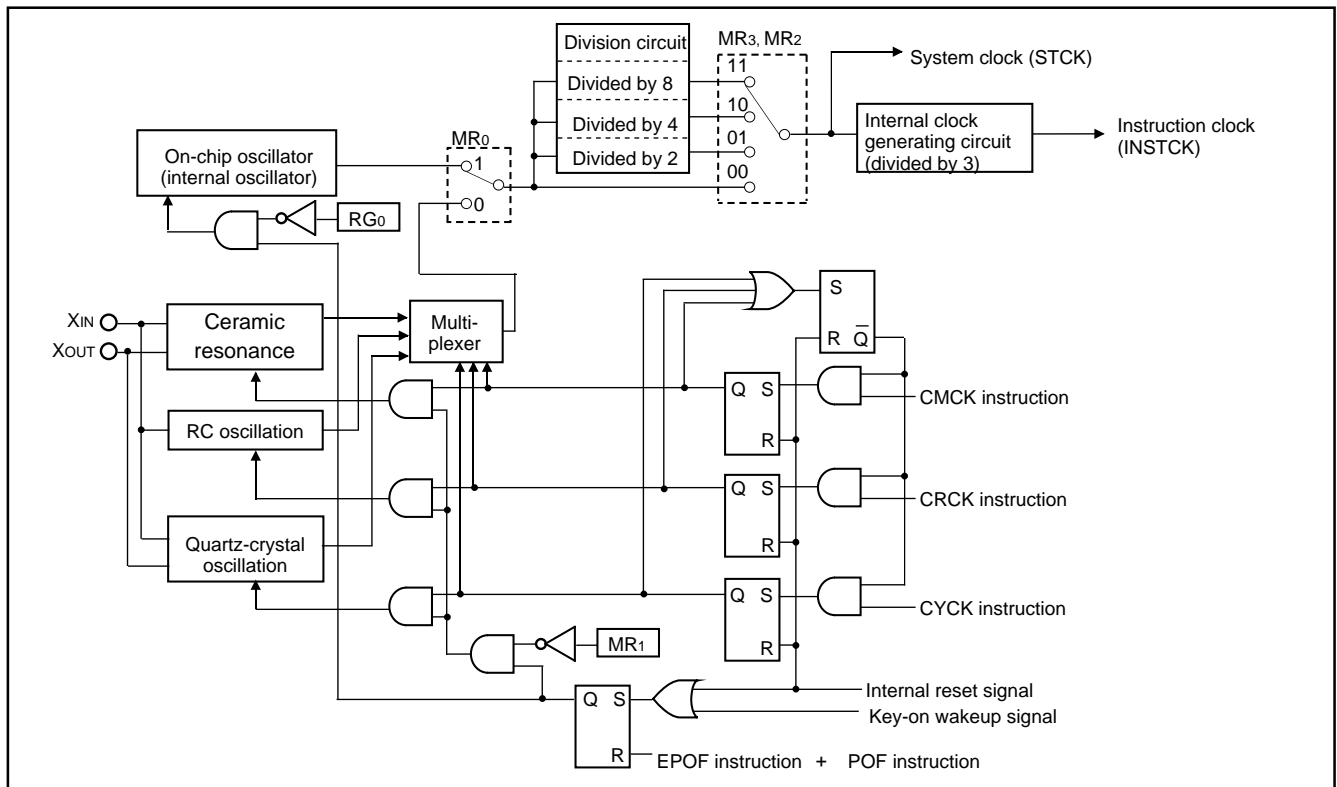 Division circuit
MR3, MR2
System clock (STCK)
Divided by 8
11
Divided by 4
10
Divided by 2
01
00
Internal clock
generating circuit
(divided by 3)
Instruction clock
(INSTCK)
On-chip oscillator
(internal oscillator)
MR0
1
0
RG0
XIN
XOUT
Ceramic
resonance
Multi-
plexer
S
R Q
Q S
R
CMCK instruction
RC oscillation
Q S
R
CRCK instruction
Quartz-crystal
oscillation
Q S
R
CYCK instruction
MR1
Q S
R
Internal reset signal
Key-on wakeup signal
EPOF instruction + POF instruction